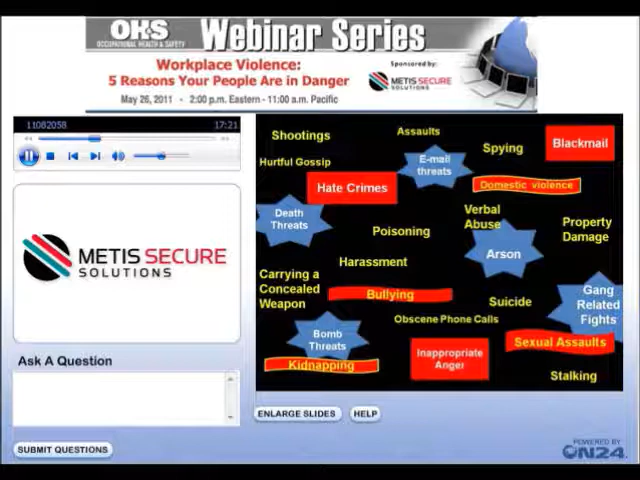 OH&S Webinar Series
OCCUPATIONAL HEALTH & SAFETY
Workplace Violence:
5 Reasons Your People Are in Danger
May 26, 2011 - 2:00 p.m. Eastern - 11:00 a.m. Pacific
Sponsored by:
METIS SECURE
SOLUTIONS
11082058 17:21
METIS SECURE
SOLUTIONS
Ask A Question
SUBMIT QUESTIONS
Shootings
Assaults
Spying
Blackmail
Hurtful Gossip
E-mail
threats
Hate Crimes
Domestic violence
Death
Threats
Poisoning
Verbal
Abuse
Property
Damage
Harassment
Arson
Carrying a
Concealed
Weapon
Bullying
Suicide
Gang
Related
Fights
Obscene Phone Calls
Bomb
Threats
Sexual Assaults
Kidnapping
Inappropriate
Anger
Stalking
ENLARGE SLIDES
HELP
POWERED BY
ON24